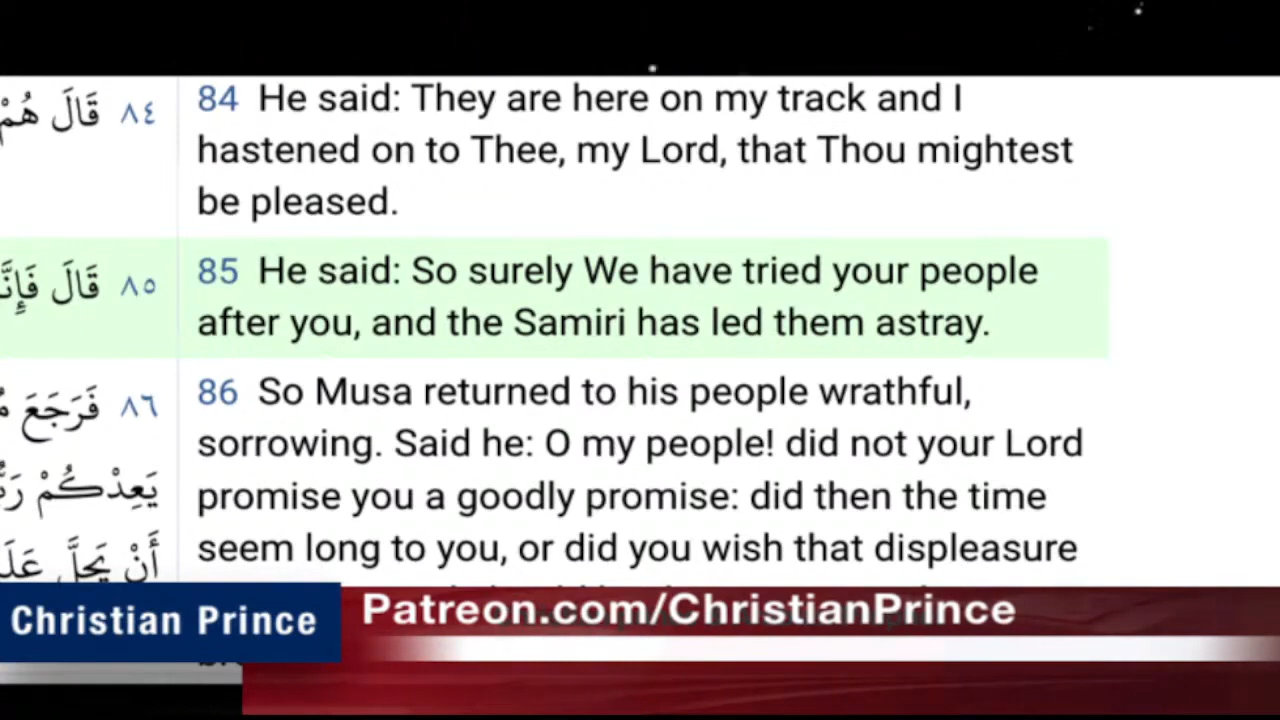 84 He said: They are here on my track and I
hastened on to Thee, my Lord, that Thou mightest
be pleased.
٨٤ قَالَ هُمْ
85 He said: So surely We have tried your people
after you, and the Samiri has led them astray.
٨٥ قَالَ فَإِنَّ
86 So Musa returned to his people wrathful,
sorrowing. Said he: O my people! did not your Lord
promise you a goodly promise: did then the time
seem long to you, or did you wish that displeasure
٨٦ فَرَجَعَ
يَعِدْكُمْ
أَنْ يَحِلَّ
Christian Prince
Patreon.com/ChristianPrince